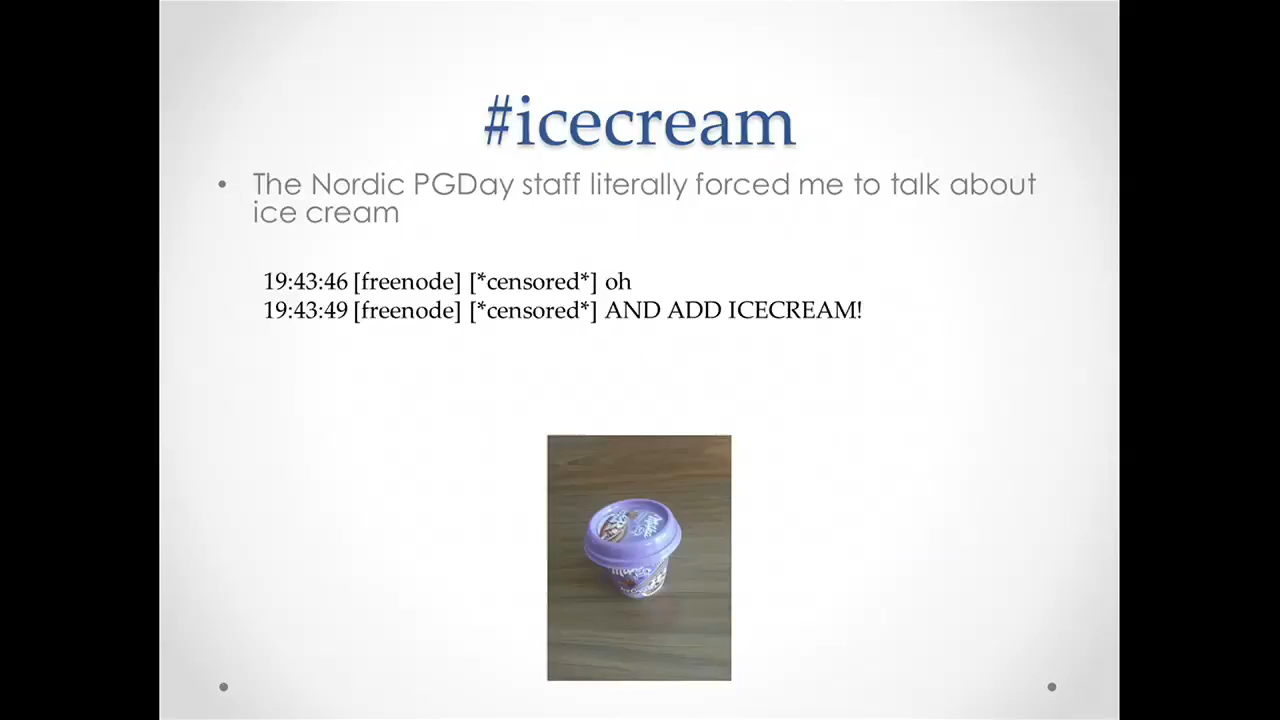 #icecream
• The Nordic PGDay staff literally forced me to talk about
ice cream
19:43:46 [freenode] [*censored*] oh
19:43:49 [freenode] [*censored*] AND ADD ICECREAM!